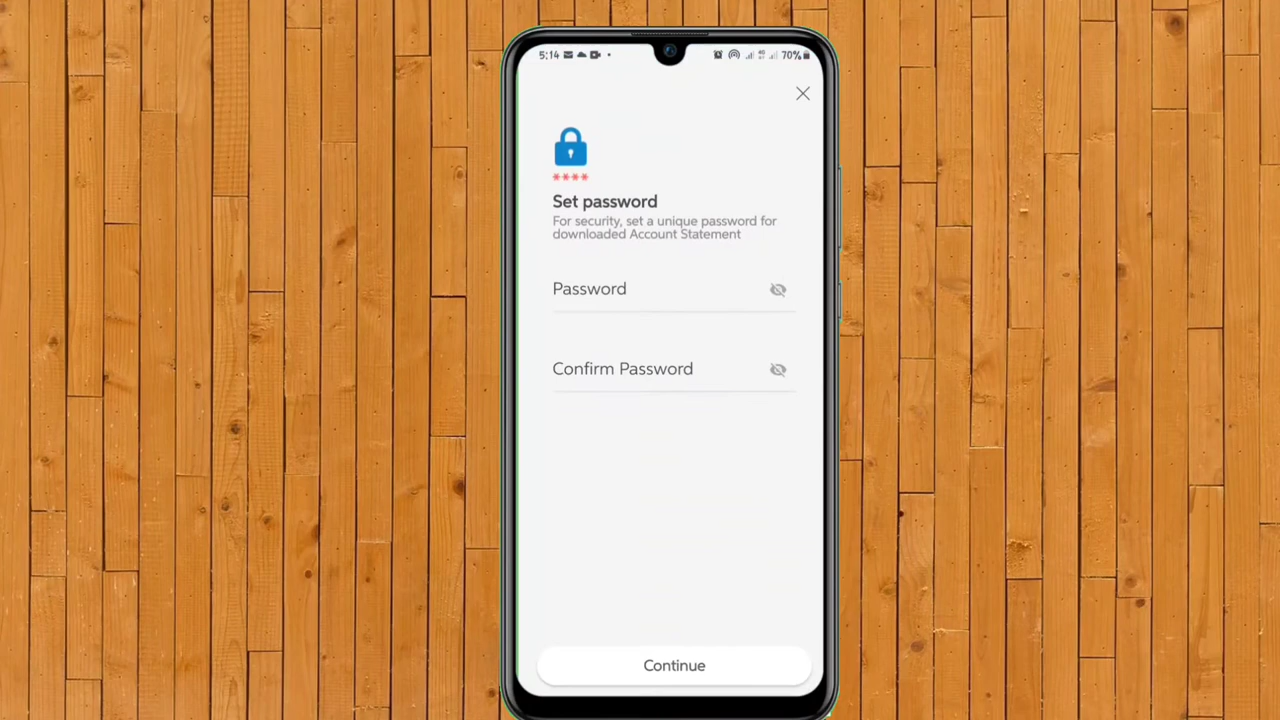 5:14 70%
****
Set password
For security, set a unique password for
downloaded Account Statement
Password
Confirm Password
Continue